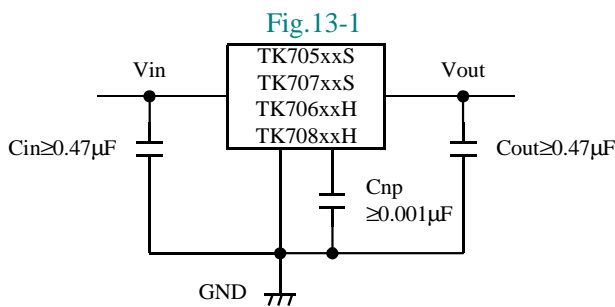 Fig.13-1
TK705xxS
TK707xxS
TK706xxH
TK708xxH
Vin
Vout
Cin≥0.47μF
Cout≥0.47μF
Cnp
≥0.001μF
GND